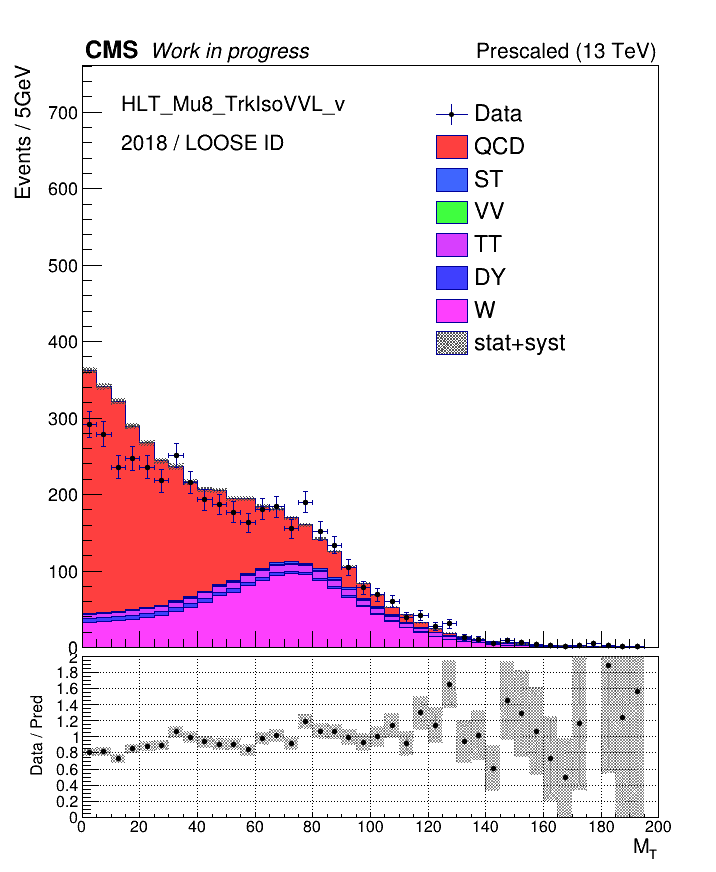 CMS Work in progress Prescaled (13 TeV)
Events / 5GeV
HLT_Mu8_TrkIsoVVL_v
2018 / LOOSE ID
Data
QCD
ST
VV
TT
DY
W
stat+syst
700
600
500
400
300
200
100
0
Data / Pred
2
1.8
1.6
1.4
1.2
1
0.8
0.6
0.4
0.2
0
0 20 40 60 80 100 120 140 160 180 200
M_T